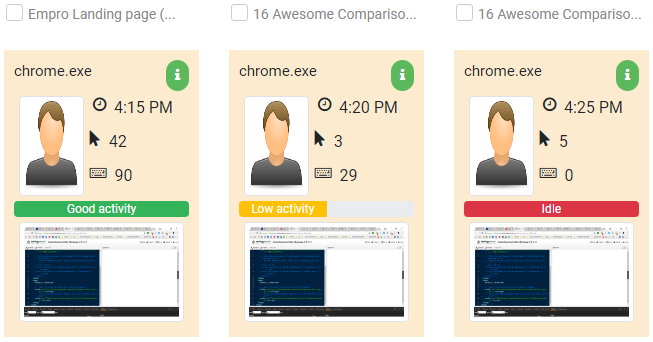 Empro Landing page (...
16 Awesome Compariso...
16 Awesome Compariso...
chrome.exe
4:15 PM
42
90
Good activity
chrome.exe
4:20 PM
3
29
Low activity
chrome.exe
4:25 PM
5
0
Idle